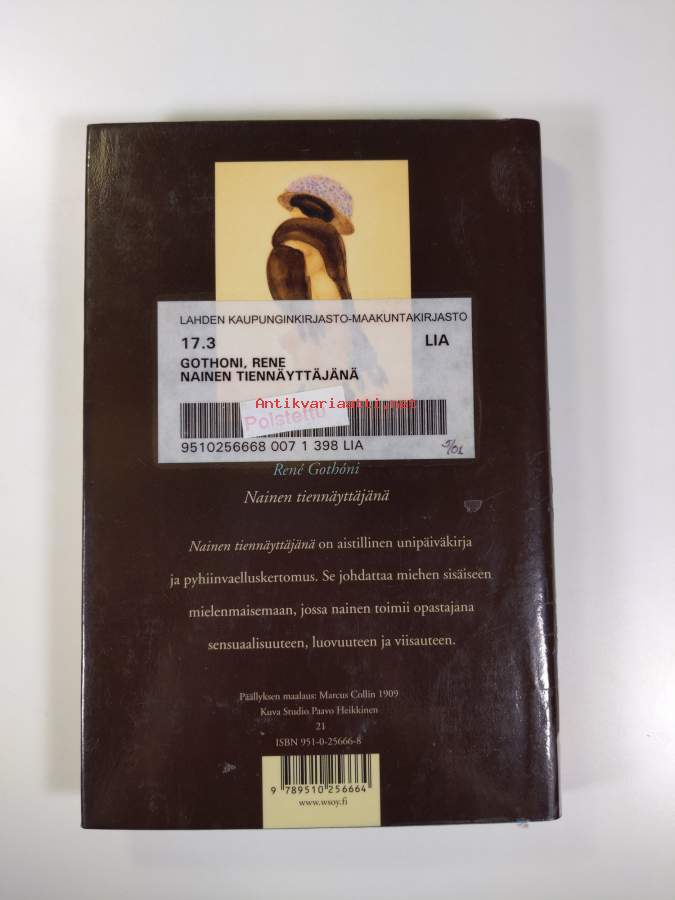 LAHDEN KAUPUNGINKIRJASTO-MAAKUNTAKIRJASTO
17.3 LIA
GOTHONI, RENE
NAINEN TIENNÄYTTÄJÄNÄ
Antikvariaatti.net
Poistettu
9510256668 007 1 398 LIA
5/01
René Gothóni
Nainen tiennäyttäjänä
Nainen tiennäyttäjänä on aistillinen unipäiväkirja
ja pyhiinvaelluskertomus. Se johdattaa miehen sisäiseen
mielenmaisemaan, jossa nainen toimii opastajana
sensuaalisuuteen, luovuuteen ja viisauteen.
Päällyksen maalaus: Marcus Collin 1909
Kuva Studio Paavo Heikkinen
21
ISBN 951-0-25666-8
9 789510 256664
www.wsoy.fi